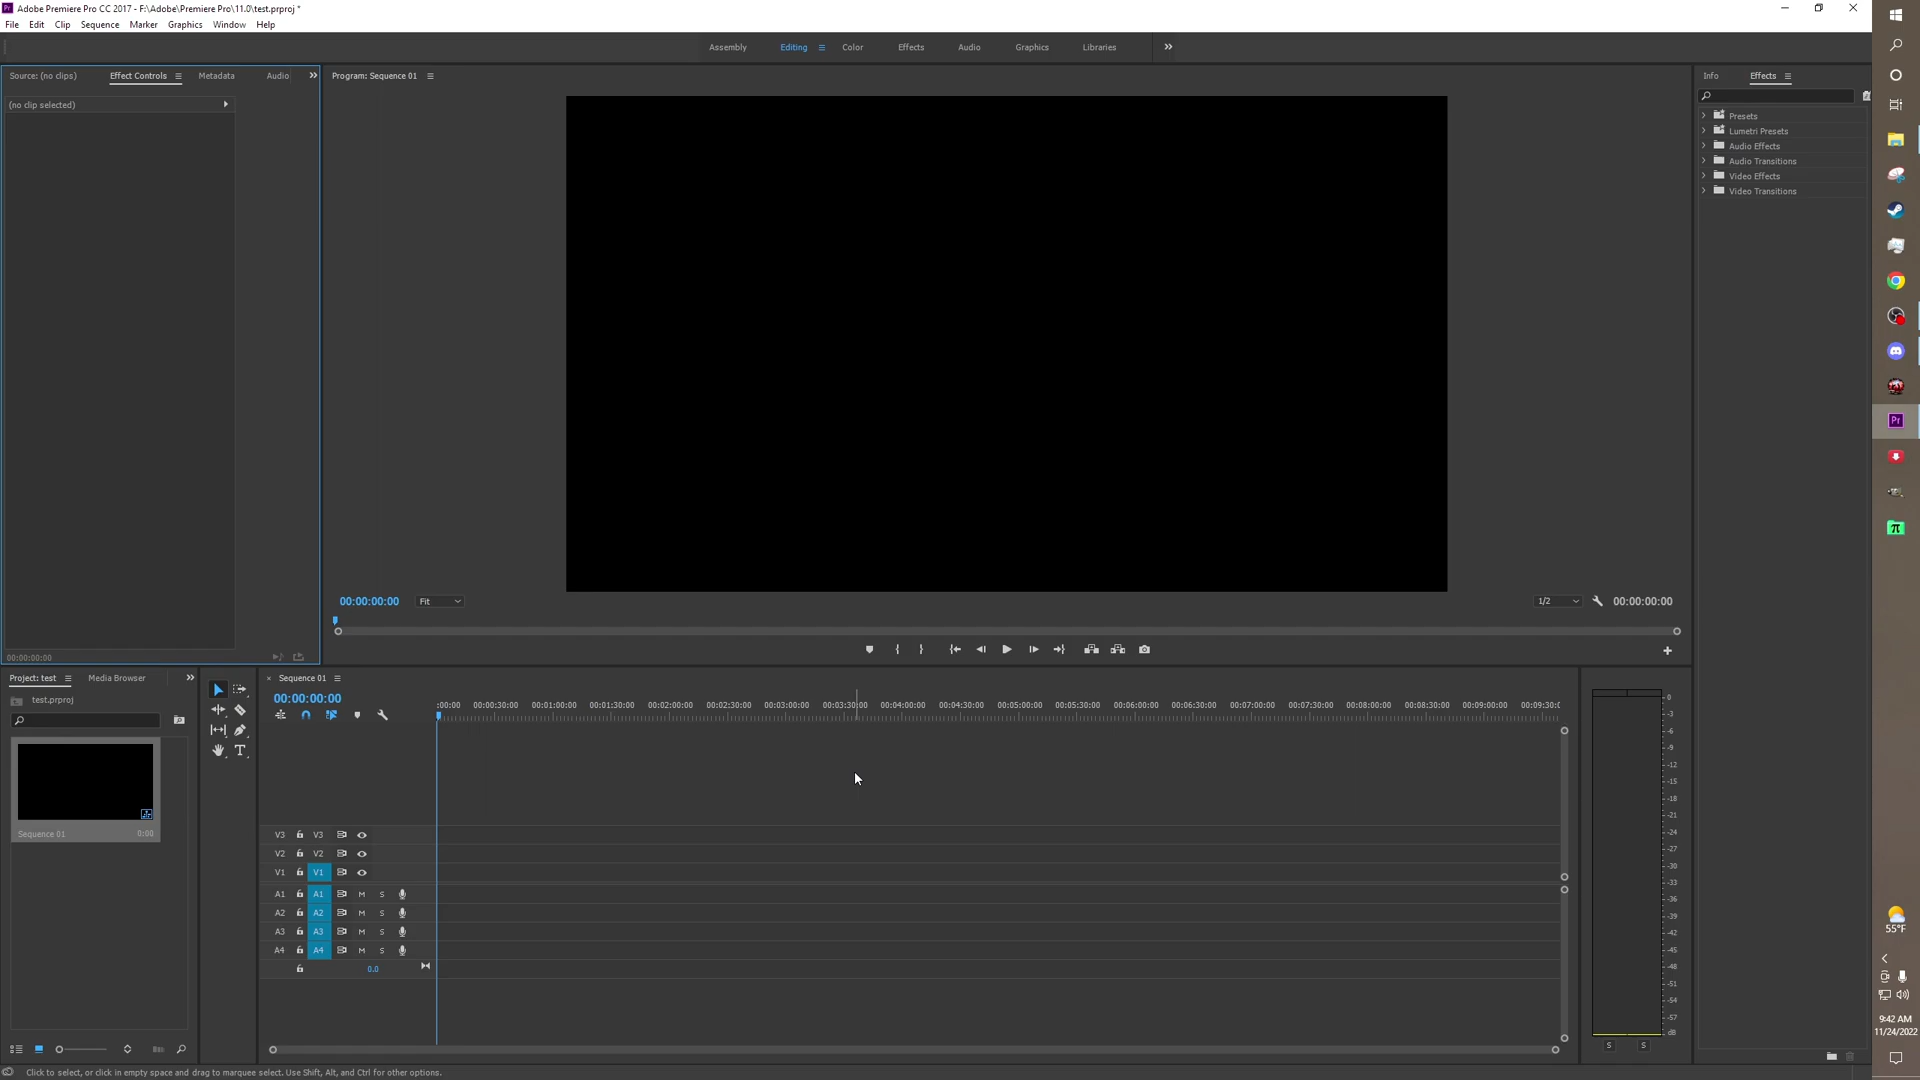 Adobe Premiere Pro CC 2017 - F:\Adobe\Premiere Pro\11.0\test.prproj *
File Edit Clip Sequence Marker Graphics Window Help
Assembly Editing Color Effects Audio Graphics Libraries
Source: (no clips) Effect Controls Metadata Audio
Program: Sequence 01
Info Effects
(no clip selected)
Presets
Lumetri Presets
Audio Effects
Audio Transitions
Video Effects
Video Transitions
00:00:00:00 Fit 1/2 00:00:00:00
00:00:00:00
Project: test Media Browser
test.prproj
Sequence 01 0:00
Sequence 01
00:00:00:00
:00:00 00:00:30:00 00:01:00:00 00:01:30:00 00:02:00:00 00:02:30:00 00:03:00:00 00:03:30:00 00:04:00:00 00:04:30:00 00:05:00:00 00:05:30:00 00:06:00:00 00:06:30:00 00:07:00:00 00:07:30:00 00:08:00:00 00:08:30:00 00:09:00:00 00:09:30:0
V3 V3
V2 V2
V1 V1
A1 A1 M S
A2 A2 M S
A3 A3 M S
A4 A4 M S
0.0
0
-3
-6
-9
-12
-15
-18
-21
-24
-27
-30
-33
-36
-39
-42
-45
-48
-51
-54
-57
dB
S S
Click to select, or click in empty space and drag to marquee select. Use Shift, Alt, and Ctrl for other options.
Pr
55°F
9:42 AM
11/24/2022